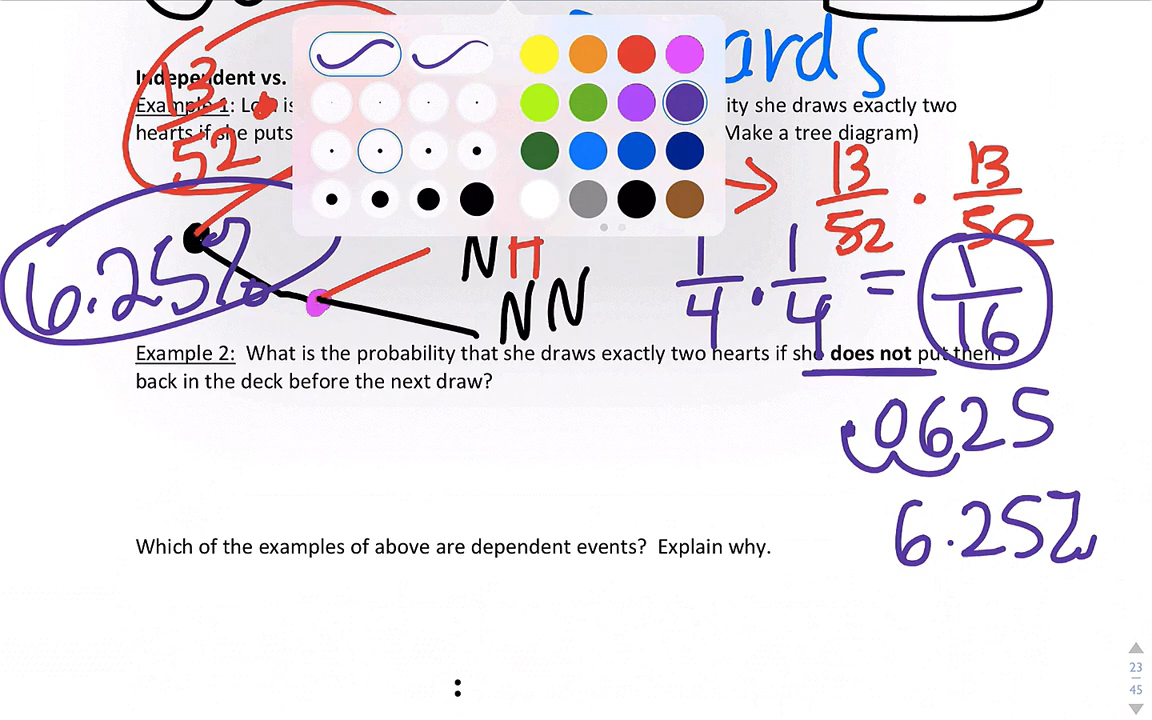 ards
Independent vs.
13
52
Example 1: Lo is ity she draws exactly two
hearts if she puts Make a tree diagram)
13/52 · 13/52
6.25%
NH
NN
1/4 · 1/4 = 1/16
Example 2: What is the probability that she draws exactly two hearts if she does not put them
back in the deck before the next draw?
.0625
6.25%
Which of the examples of above are dependent events? Explain why.
:
23
45